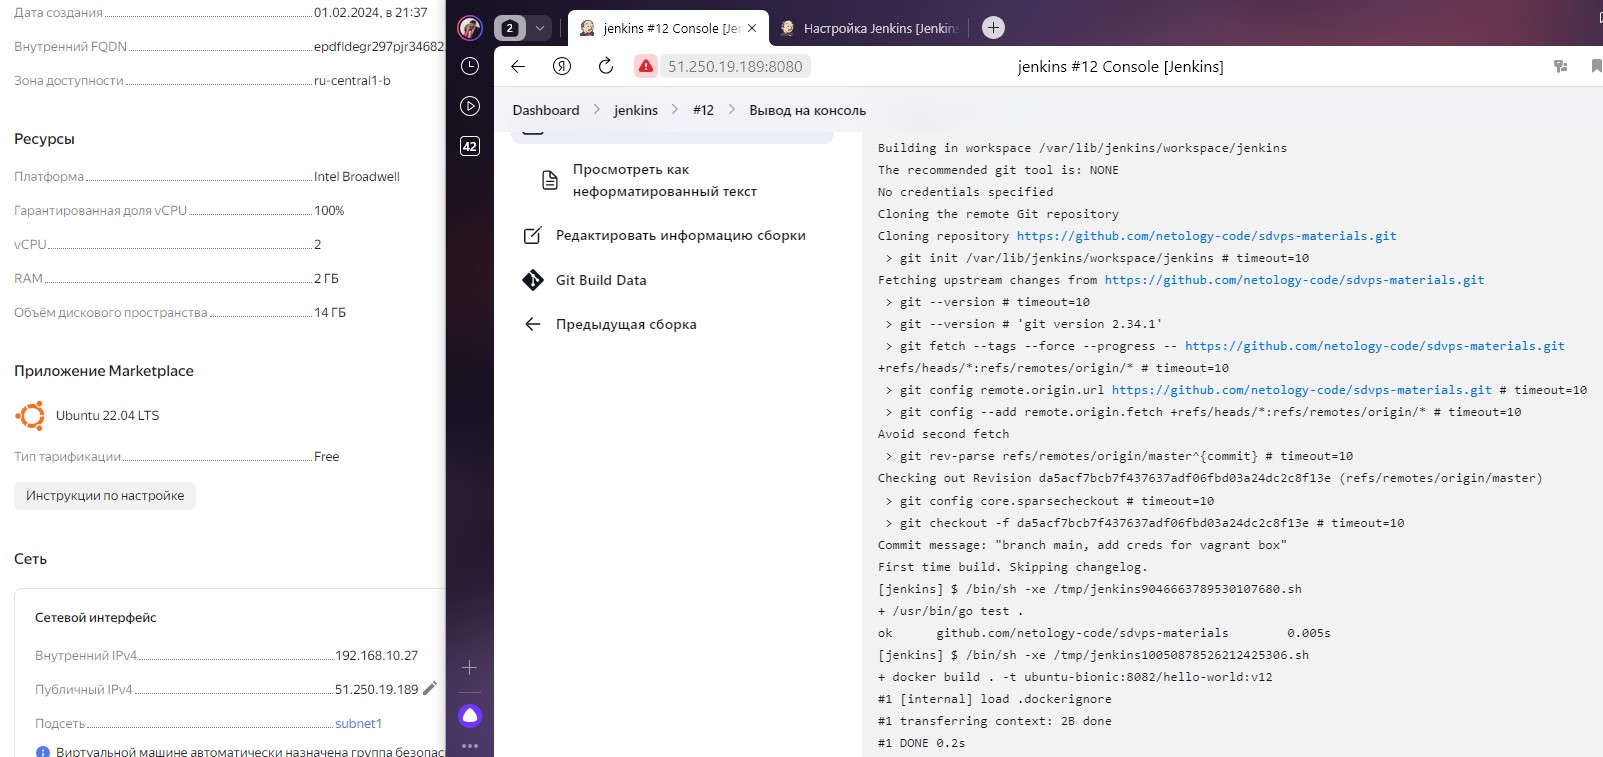 Дата создания 01.02.2024, в 21:37
Внутренний FQDN epdfldegr297pjr34682
Зона доступности ru-central1-b
Ресурсы
Платформа Intel Broadwell
Гарантированная доля vCPU 100%
vCPU 2
RAM 2 ГБ
Объём дискового пространства 14 ГБ
Приложение Marketplace
Ubuntu 22.04 LTS
Тип тарификации Free
Инструкции по настройке
Сеть
Сетевой интерфейс
Внутренний IPv4 192.168.10.27
Публичный IPv4 51.250.19.189
Подсеть subnet1
Виртуальной машине автоматически назначена группа безопас
42
2
jenkins #12 Console [Jer
Настройка Jenkins [Jenkins
51.250.19.189:8080
jenkins #12 Console [Jenkins]
Dashboard > jenkins > #12 > Вывод на консоль
Просмотреть как
неформатированный текст
Редактировать информацию сборки
Git Build Data
Предыдущая сборка
Building in workspace /var/lib/jenkins/workspace/jenkins
The recommended git tool is: NONE
No credentials specified
Cloning the remote Git repository
Cloning repository https://github.com/netology-code/sdvps-materials.git
> git init /var/lib/jenkins/workspace/jenkins # timeout=10
Fetching upstream changes from https://github.com/netology-code/sdvps-materials.git
> git --version # timeout=10
> git --version # 'git version 2.34.1'
> git fetch --tags --force --progress -- https://github.com/netology-code/sdvps-materials.git
+refs/heads/*:refs/remotes/origin/* # timeout=10
> git config remote.origin.url https://github.com/netology-code/sdvps-materials.git # timeout=10
> git config --add remote.origin.fetch +refs/heads/*:refs/remotes/origin/* # timeout=10
Avoid second fetch
> git rev-parse refs/remotes/origin/master^{commit} # timeout=10
Checking out Revision da5acf7bcb7f437637adf06fbd03a24dc2c8f13e (refs/remotes/origin/master)
> git config core.sparsecheckout # timeout=10
> git checkout -f da5acf7bcb7f437637adf06fbd03a24dc2c8f13e # timeout=10
Commit message: "branch main, add creds for vagrant box"
First time build. Skipping changelog.
[jenkins] $ /bin/sh -xe /tmp/jenkins9046663789530107680.sh
+ /usr/bin/go test .
ok github.com/netology-code/sdvps-materials 0.005s
[jenkins] $ /bin/sh -xe /tmp/jenkins10050878526212425306.sh
+ docker build . -t ubuntu-bionic:8082/hello-world:v12
#1 [internal] load .dockerignore
#1 transferring context: 2B done
#1 DONE 0.2s